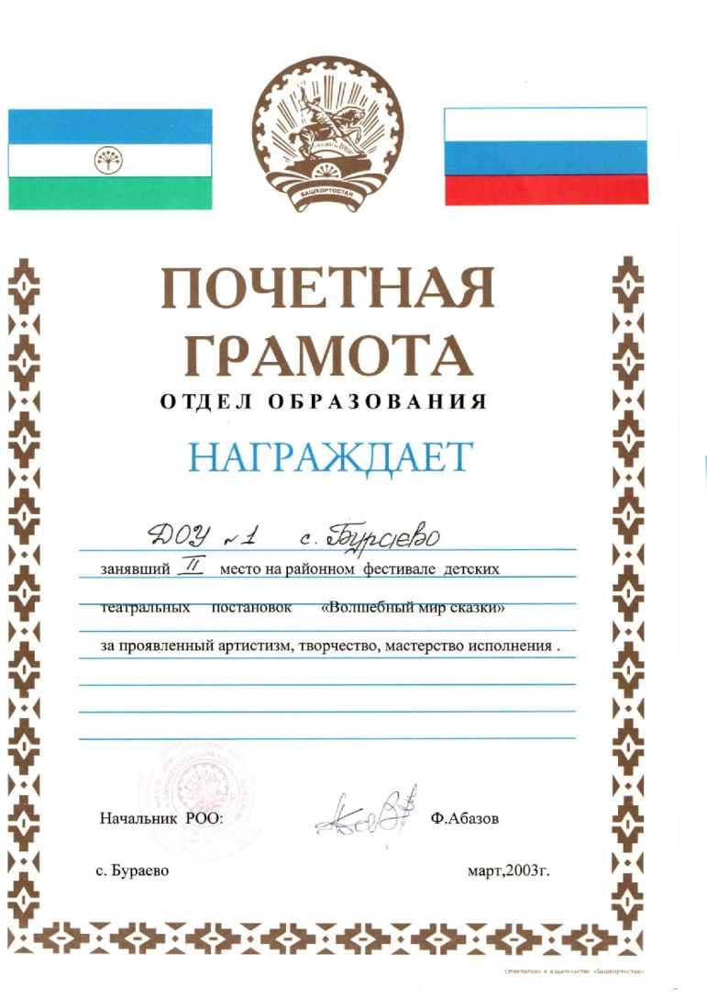 БАШҠОРТОСТАН
ПОЧЕТНАЯ
ГРАМОТА
ОТДЕЛ ОБРАЗОВАНИЯ
НАГРАЖДАЕТ
ДОУ №1 с. Бураево
занявший II место на районном фестивале детских
театральных постановок «Волшебный мир сказки»
за проявленный артистизм, творчество, мастерство исполнения .
Начальник РОО: Ф.Абазов
с. Бураево март,2003г.
Отпечатано в издательстве «Башкортостан»